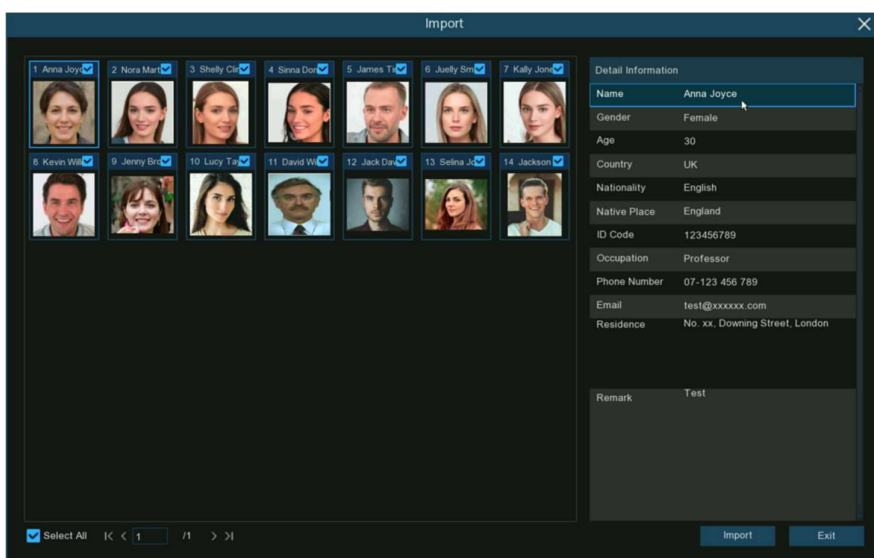 Import
1 Anna Joyc
2 Nora Mart
3 Shelly Clir
4 Sinna Don
5 James Ti
6 Juelly Sm
7 Kally Jone
8 Kevin Willi
9 Jenny Bro
10 Lucy Tay
11 David Wi
12 Jack Dav
13 Selina Jo
14 Jackson
Detail Information
Name Anna Joyce
Gender Female
Age 30
Country UK
Nationality English
Native Place England
ID Code 123456789
Occupation Professor
Phone Number 07-123 456 789
Email test@xxxxxx.com
Residence No. xx, Downing Street, London
Remark Test
Select All 1 /1
Import Exit